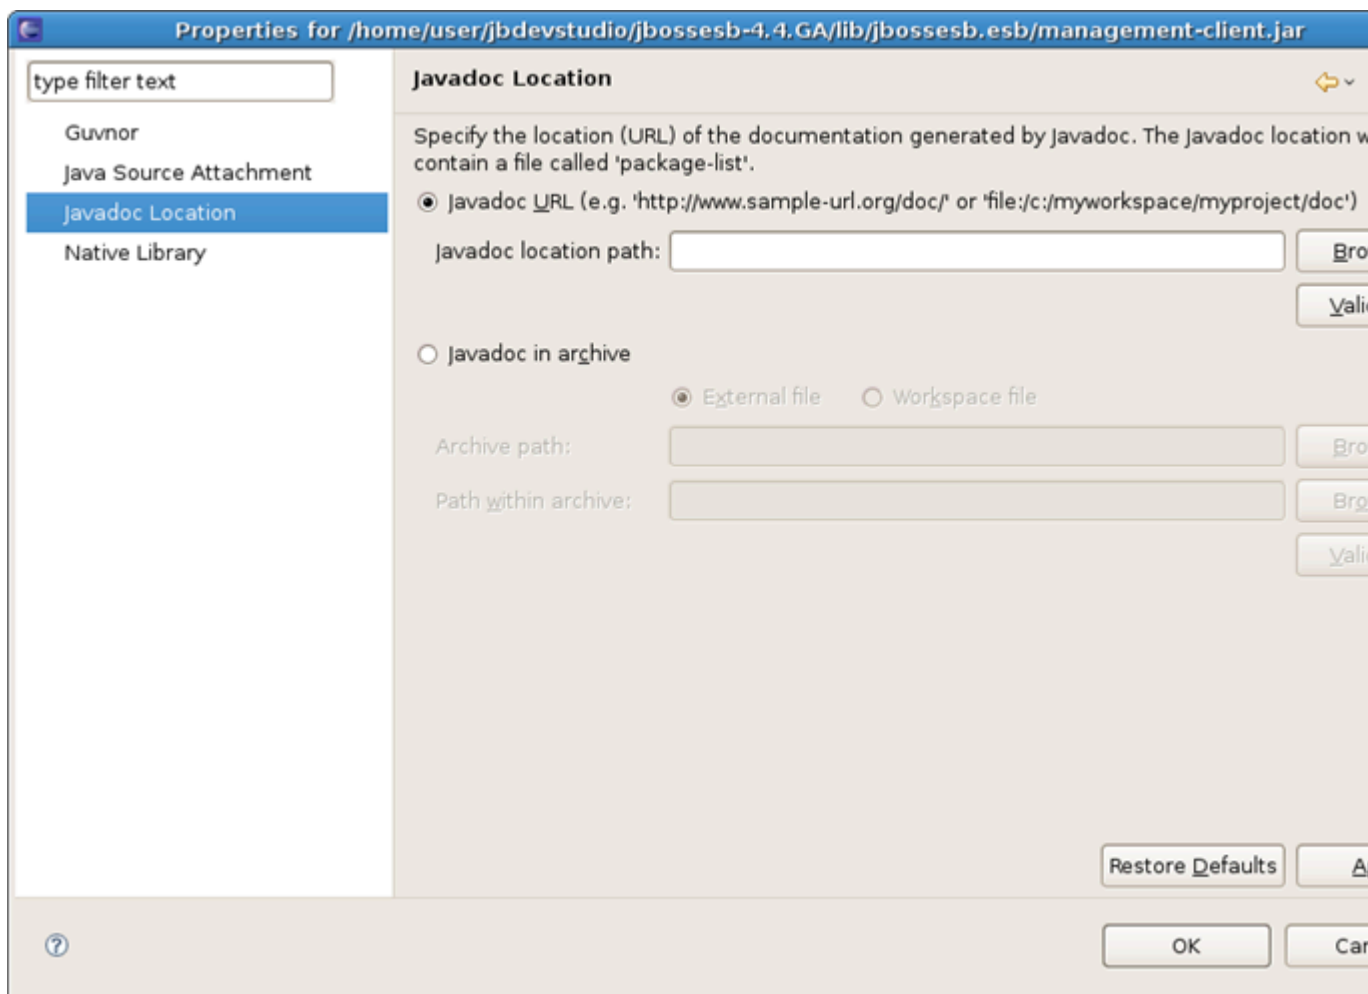 Properties for /home/user/jbdevstudio/jbossesb-4.4.GA/lib/jbossesb.esb/management-client.jar
type filter text
Guvnor
Java Source Attachment
Javadoc Location
Native Library
Javadoc Location
Specify the location (URL) of the documentation generated by Javadoc. The Javadoc location
contain a file called 'package-list'.
Javadoc URL (e.g. 'http://www.sample-url.org/doc/' or 'file:/c:/myworkspace/myproject/doc')
Javadoc location path:
Javadoc in archive
External file Workspace file
Archive path:
Path within archive:
Restore Defaults
OK